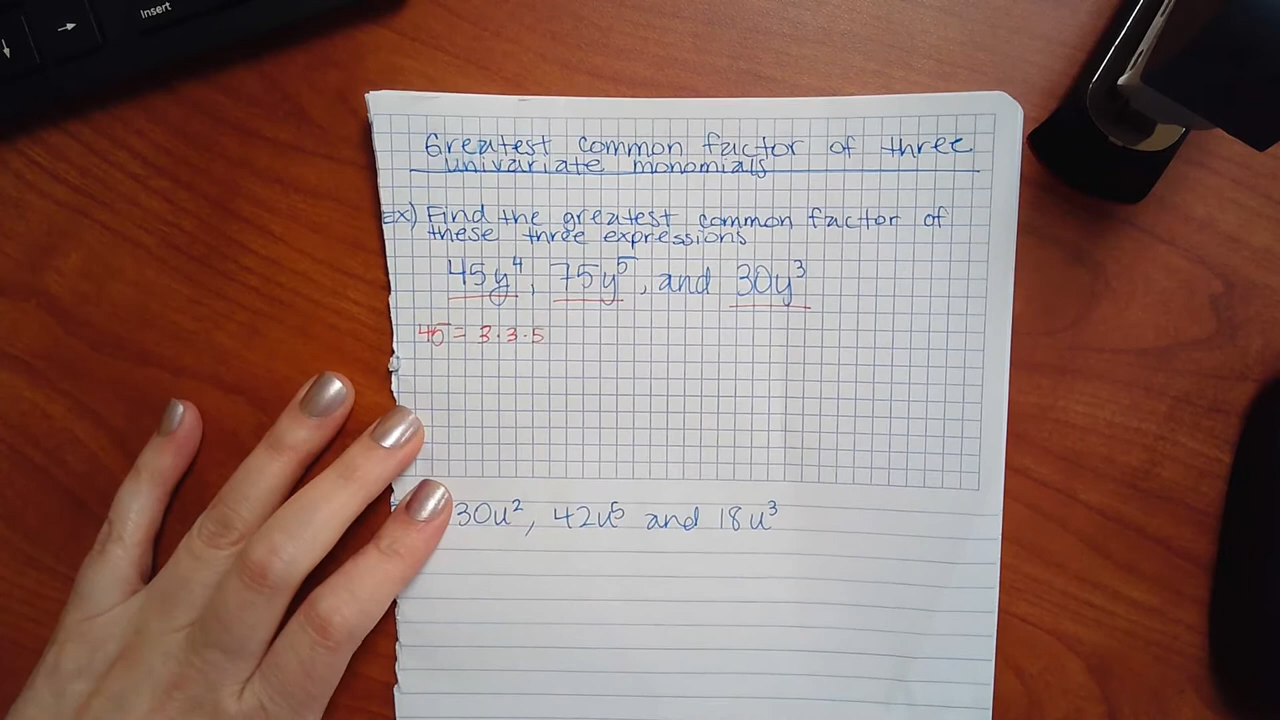 Insert
Greatest common factor of three
univariate monomials
Ex) Find the greatest common factor of
these three expressions
45y⁴, 75y⁵, and 30y³
45 = 3·3·5
30u², 42u⁵ and 18u³